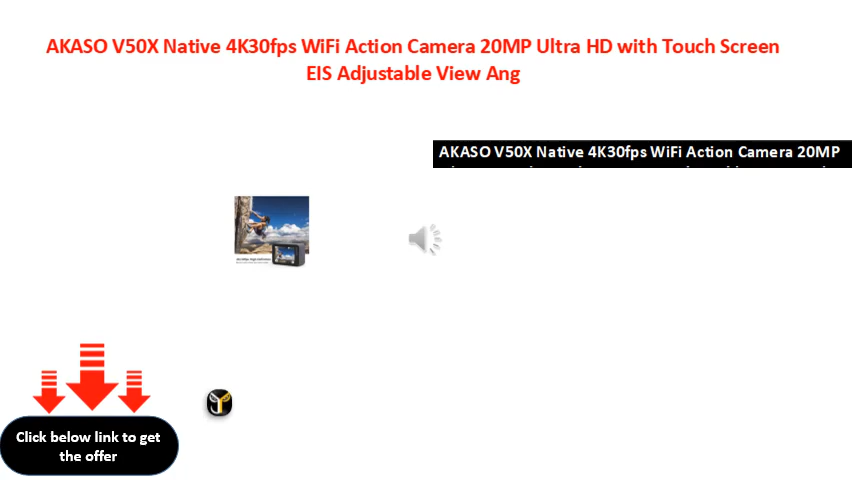 AKASO V50X Native 4K30fps WiFi Action Camera 20MP Ultra HD with Touch Screen
EIS Adjustable View Ang
AKASO V50X Native 4K30fps WiFi Action Camera 20MP
Click below link to get
the offer